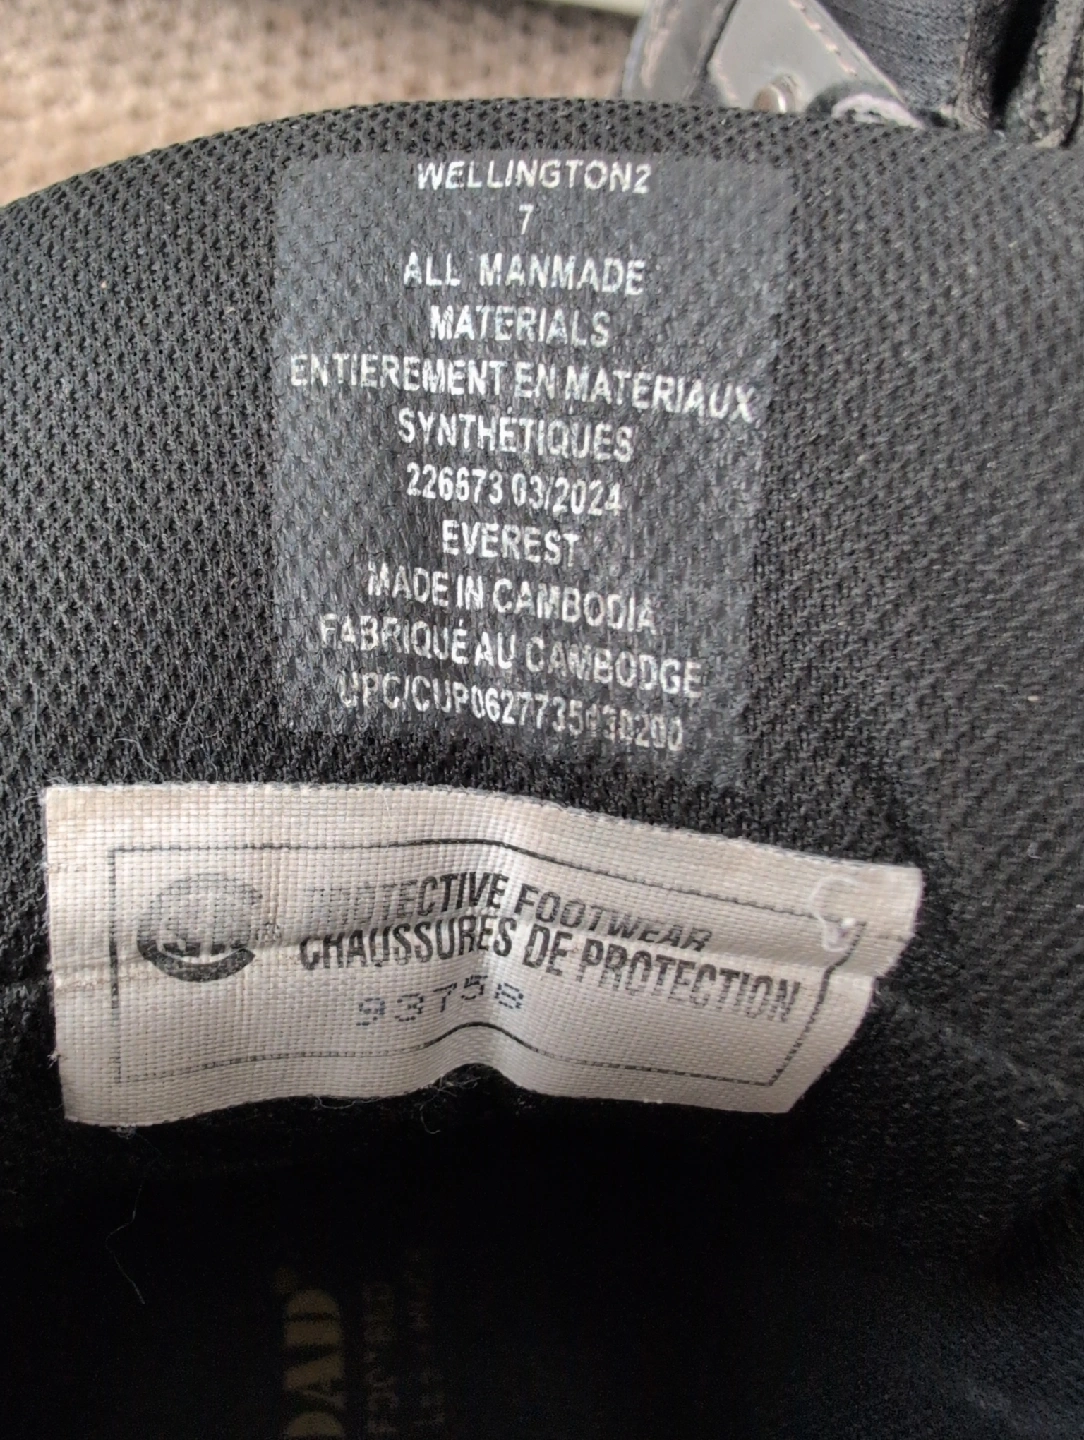 WELLINGTON2
7
ALL MANMADE
MATERIALS
ENTIEREMENT EN MATÉRIAUX
SYNTHÉTIQUES
226673 03/2024
EVEREST
MADE IN CAMBODIA
FABRIQUÉ AU CAMBODGE
PROTECTIVE FOOTWEAR
CHAUSSURES DE PROTECTION
93758